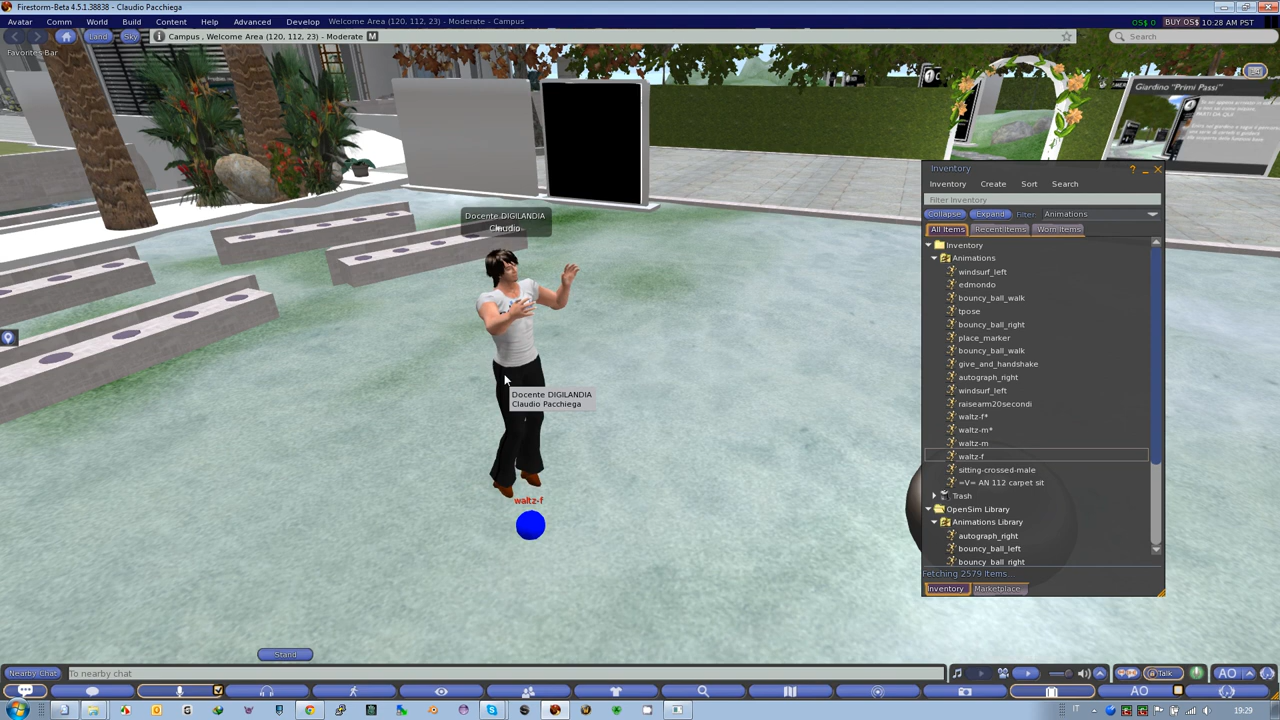 Firestorm-Beta 4.5.1.38838 - Claudio Pacchiega
Avatar Comm World Build Content Help Advanced Develop Welcome Area (120, 112, 23) - Moderate - Campus
OS$ 0 BUY OS$ 10:28 AM PST
Land Sky Campus , Welcome Area (120, 112, 23) - Moderate M
Search
Favorites Bar
Giardino "Primi Passi"
Docente DIGILANDIA
Claudio
Docente DIGILANDIA
Claudio Pacchiega
waltz-f
Inventory
Inventory Create Sort Search
Filter Inventory
Collapse Expand Filter: Animations
All Items Recent Items Worn Items
Inventory
Animations
windsurf_left
edmondo
bouncy_ball_walk
tpose
bouncy_ball_right
place_marker
bouncy_ball_walk
give_and_handshake
autograph_right
windsurf_left
raisearm20secondi
waltz-f*
waltz-m*
waltz-m
waltz-f
sitting-crossed-male
=V= AN 112 carpet sit
Trash
OpenSim Library
Animations Library
autograph_right
bouncy_ball_left
bouncy_ball_right
Fetching 2579 Items...
Inventory Marketplace
Stand
Nearby Chat To nearby chat
Talk AO
AO
IT 19:29